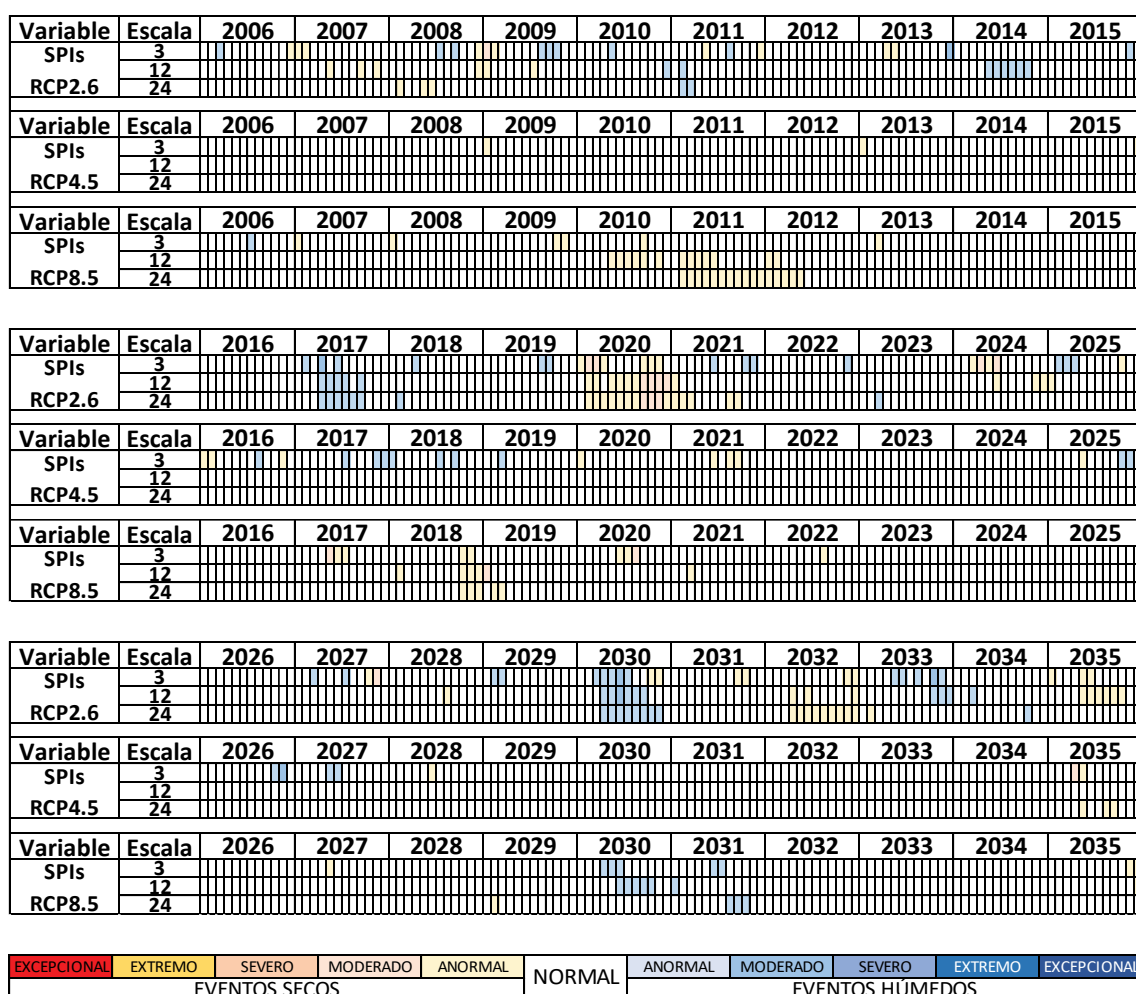 Variable Escala 2006 2007 2008 2009 2010 2011 2012 2013 2014 2015
SPIs 3
12
RCP2.6 24
Variable Escala 2006 2007 2008 2009 2010 2011 2012 2013 2014 2015
SPIs 3
12
RCP4.5 24
Variable Escala 2006 2007 2008 2009 2010 2011 2012 2013 2014 2015
SPIs 3
12
RCP8.5 24
Variable Escala 2016 2017 2018 2019 2020 2021 2022 2023 2024 2025
SPIs 3
12
RCP2.6 24
Variable Escala 2016 2017 2018 2019 2020 2021 2022 2023 2024 2025
SPIs 3
12
RCP4.5 24
Variable Escala 2016 2017 2018 2019 2020 2021 2022 2023 2024 2025
SPIs 3
12
RCP8.5 24
Variable Escala 2026 2027 2028 2029 2030 2031 2032 2033 2034 2035
SPIs 3
12
RCP2.6 24
Variable Escala 2026 2027 2028 2029 2030 2031 2032 2033 2034 2035
SPIs 3
12
RCP4.5 24
Variable Escala 2026 2027 2028 2029 2030 2031 2032 2033 2034 2035
SPIs 3
12
RCP8.5 24
EXCEPCIONAL EXTREMO SEVERO MODERADO ANORMAL NORMAL ANORMAL MODERADO SEVERO EXTREMO EXCEPCIONAL
EVENTOS SECOS EVENTOS HÚMEDOS